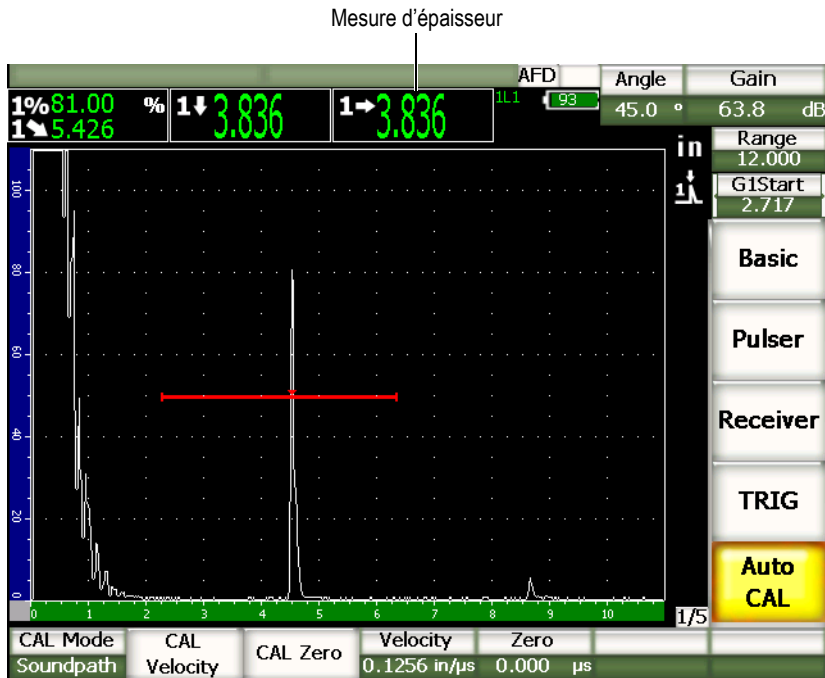 Mesure d'épaisseur
AFD
Angle
Gain
1%81.00 %
1 5.426
1 3.836
1 3.836
1L1
93
45.0 °
63.8 dB
in
Range
12.000
1
G1Start
2.717
Basic
Pulser
Receiver
TRIG
Auto
CAL
100
80
60
40
20
0
0 1 2 3 4 5 6 7 8 9 10
1/5
CAL Mode
Soundpath
CAL
Velocity
CAL Zero
Velocity
0.1256 in/µs
Zero
0.000 µs